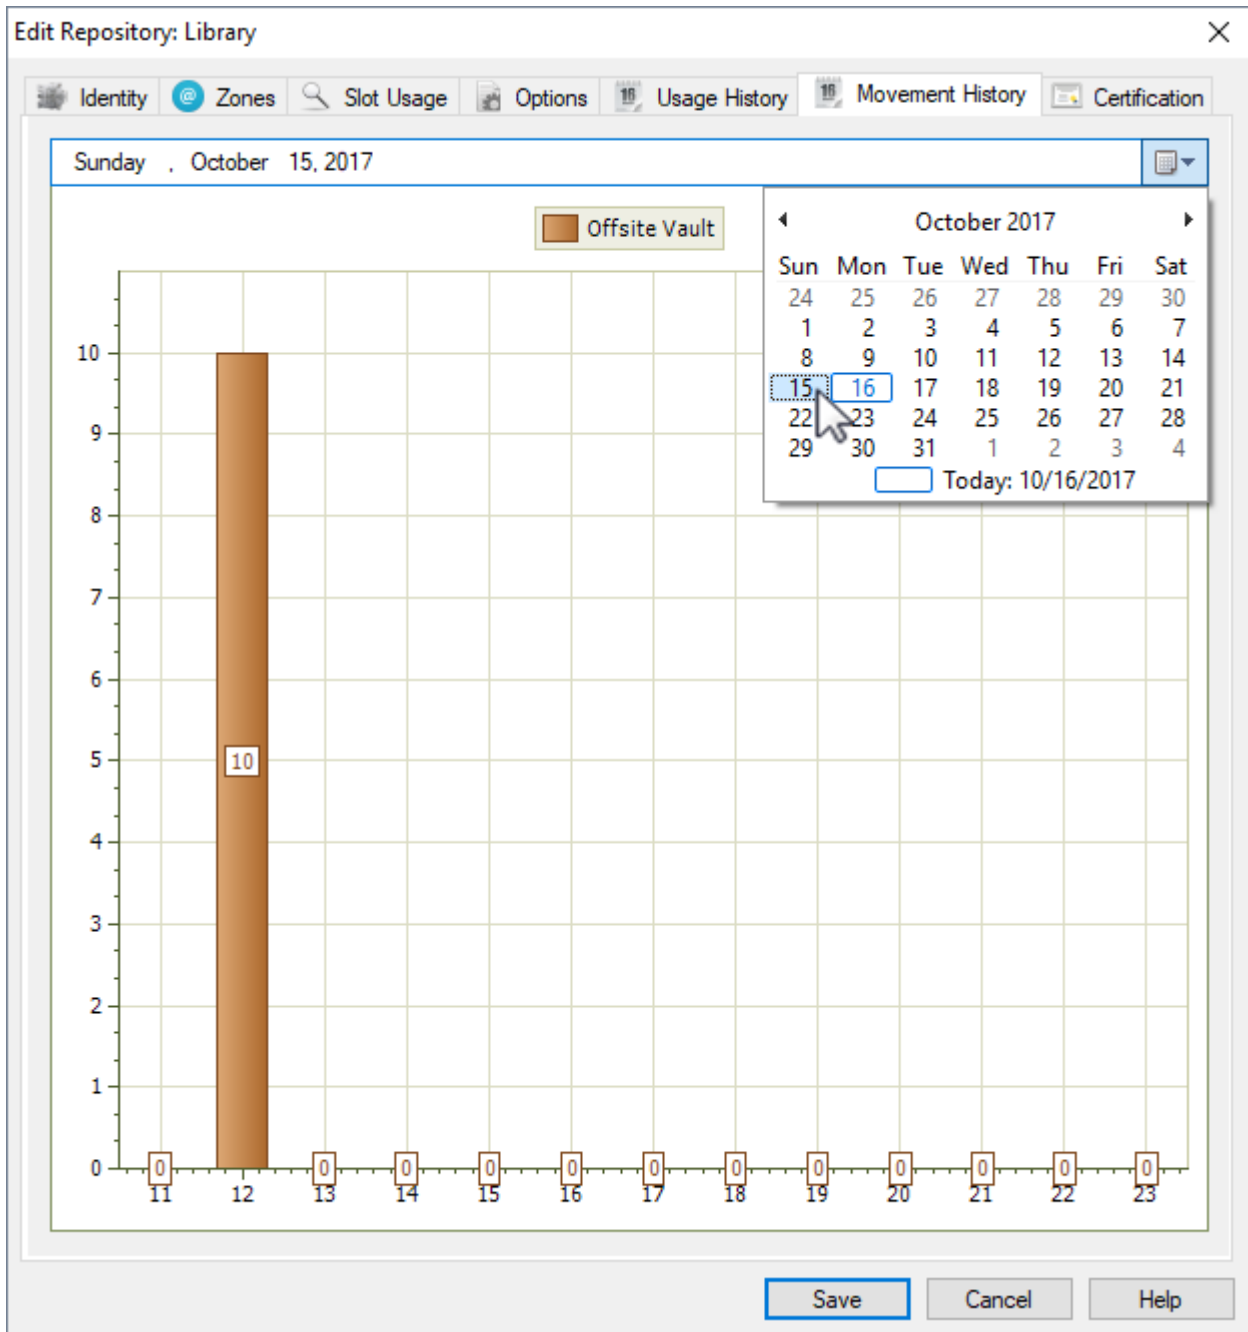 Edit Repository: Library
Identity @ Zones Slot Usage Options 16 Usage History 16 Movement History Certification
Sunday , October 15, 2017
Offsite Vault
October 2017
Sun Mon Tue Wed Thu Fri Sat
24 25 26 27 28 29 30
1 2 3 4 5 6 7
8 9 10 11 12 13 14
15 16 17 18 19 20 21
22 23 24 25 26 27 28
29 30 31 1 2 3 4
Today: 10/16/2017
10
9
8
7
6
5 10
4
3
2
1
0 0 0 0 0 0 0 0 0 0 0 0 0
11 12 13 14 15 16 17 18 19 20 21 22 23
Save Cancel Help